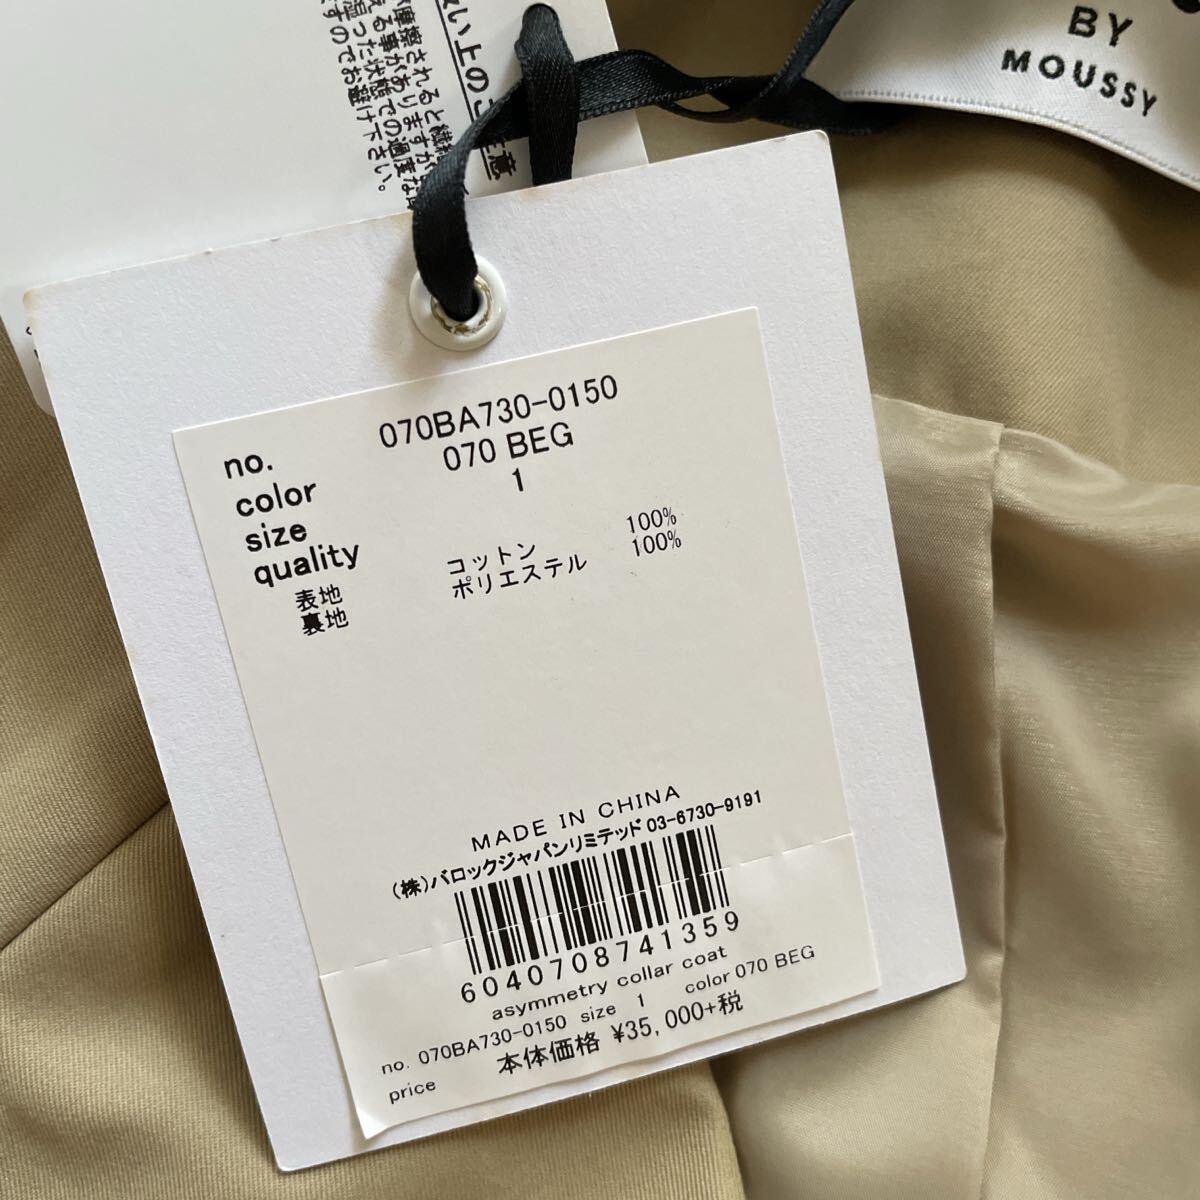 BY
MOUSSY
no. 070BA730-0150
color 070 BEG
size 1
quality
表地 コットン 100%
裏地 ポリエステル 100%
MADE IN CHINA
(株)バロックジャパンリミテッド 03-6730-9191
6040708741359
asymmetry collar coat
no. 070BA730-0150 size 1 color 070 BEG
price 本体価格 ¥35,000+税